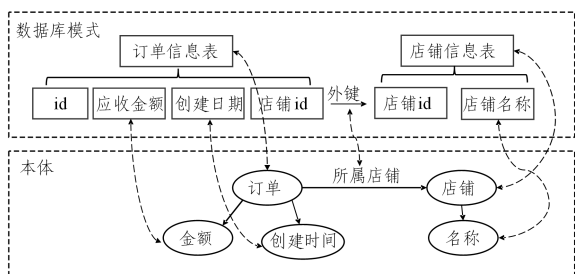 数据库模式
订单信息表
店铺信息表
id
应收金额
创建日期
店铺id
外键
店铺id
店铺名称
本体
订单
所属店铺
店铺
金额
创建时间
名称